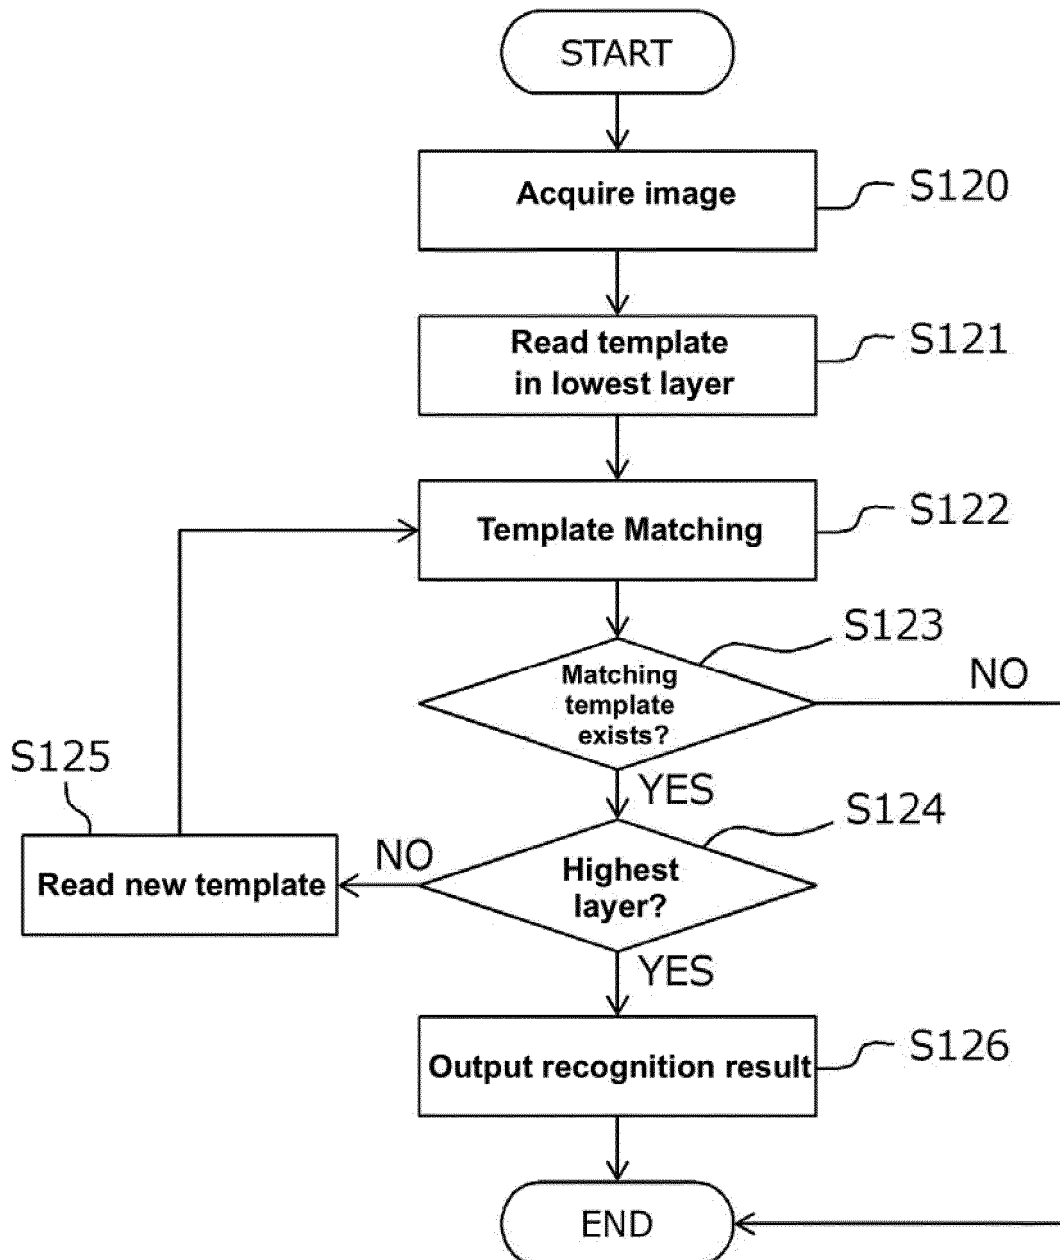 START
Acquire image
S120
Read template
in lowest layer
S121
Template Matching
S122
Matching
template
exists?
S123
NO
YES
S125
Read new template
NO
Highest
layer?
S124
YES
Output recognition result
S126
END